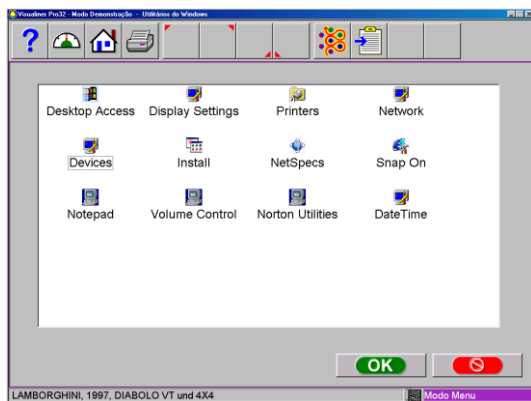 Visualiner Pro32 - Modo Demonstração - Utilitários do Windows
?
Desktop Access Display Settings Printers Network
Devices Install NetSpecs Snap On
Notepad Volume Control Norton Utilities DateTime
OK
LAMBORGHINI, 1997, DIABOLO VT und 4X4 Modo Menu